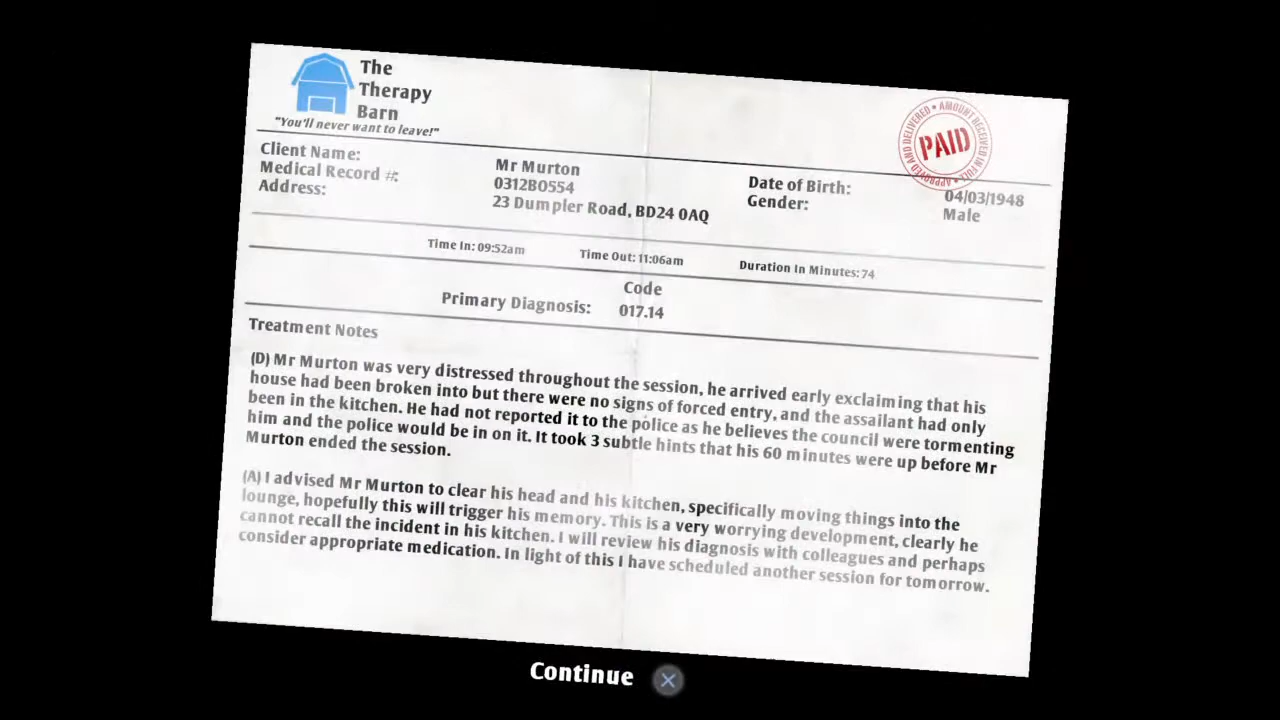 The
Therapy
Barn
"You'll never want to leave!"
APPROVED AND DELIVERED • AMOUNT RECEIVED IN FULL •
PAID
Client Name: Mr Murton Date of Birth: 04/03/1948
Medical Record #: 0312B0554 Gender: Male
Address: 23 Dumpler Road, BD24 0AQ
Time In: 09:52am Time Out: 11:06am Duration In Minutes: 74
Code
Primary Diagnosis: 017.14
Treatment Notes
(D) Mr Murton was very distressed throughout the session, he arrived early exclaiming that his
house had been broken into but there were no signs of forced entry, and the assailant had only
been in the kitchen. He had not reported it to the police as he believes the council were tormenting
him and the police would be in on it. It took 3 subtle hints that his 60 minutes were up before Mr
Murton ended the session.
(A) I advised Mr Murton to clear his head and his kitchen, specifically moving things into the
lounge, hopefully this will trigger his memory. This is a very worrying development, clearly he
cannot recall the incident in his kitchen. I will review his diagnosis with colleagues and perhaps
consider appropriate medication. In light of this I have scheduled another session for tomorrow.
Continue